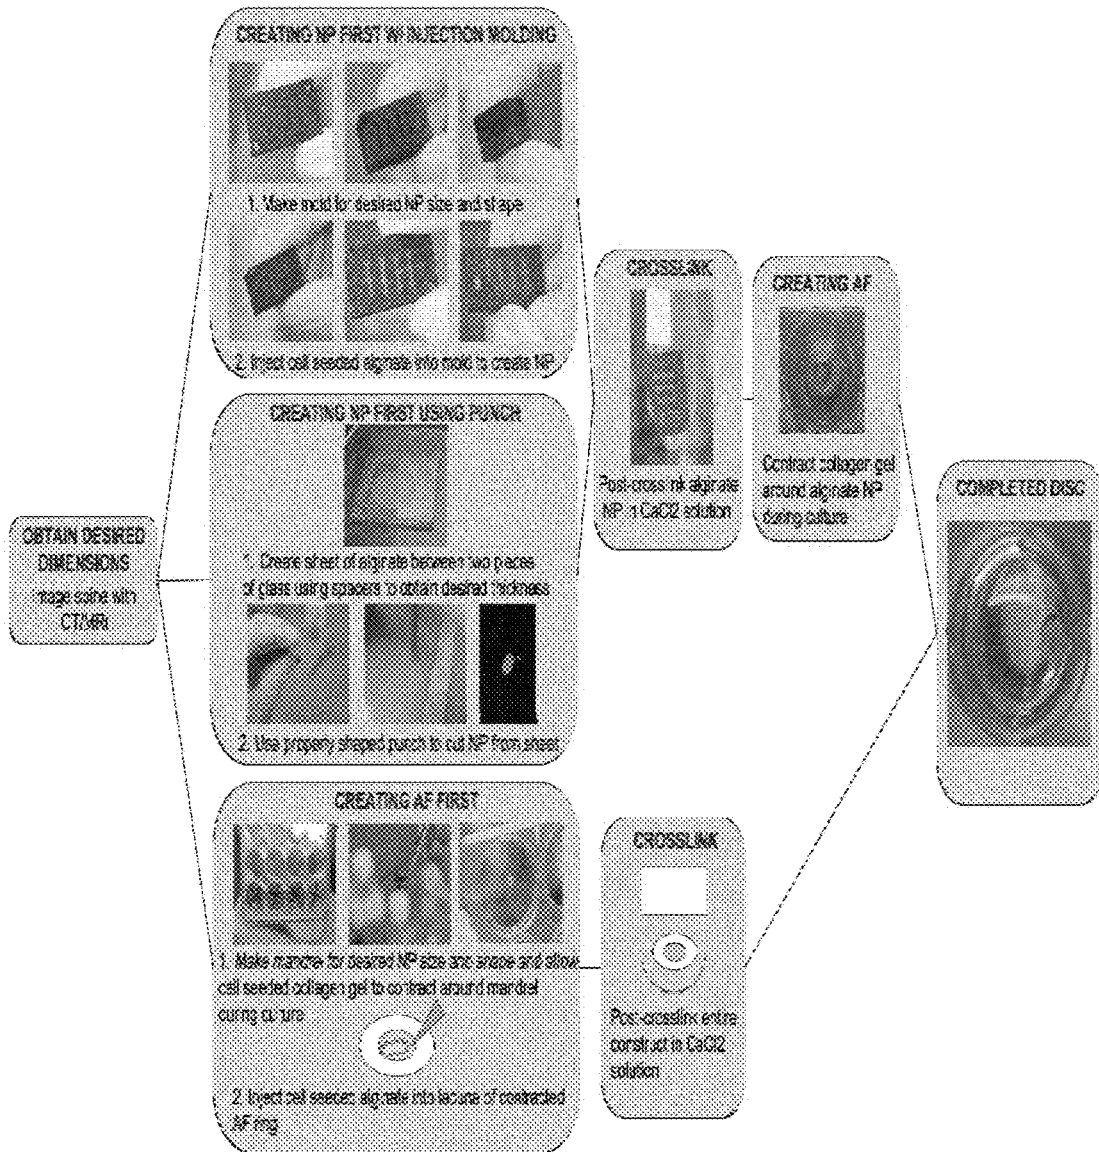 CREATING NP FIRST W/ INJECTION MOLDING
1. Make mold for desired NP size and shape
2. Inject cell seeded alginate into mold to create NP
CREATING NP FIRST USING PUNCH
1. Create sheet of alginate between two pieces
of glass using spacers to obtain desired thickness
2. Use properly shaped punch to cut NP from sheet
OBTAIN DESIRED
DIMENSIONS
Image spine with
CT/MRI
CREATING AF FIRST
1. Make mandrel for desired NP size and shape and allow
cell seeded collagen gel to contract around mandrel
during culture
2. Inject cell seeded alginate into lacuna of contracted
AF ring
CROSSLINK
Post-crosslink alginate
NP in CaCl2 solution
CREATING AF
Contract collagen gel
around alginate NP
during culture
CROSSLINK
Post-crosslink entire
construct in CaCl2
solution
COMPLETED DISC